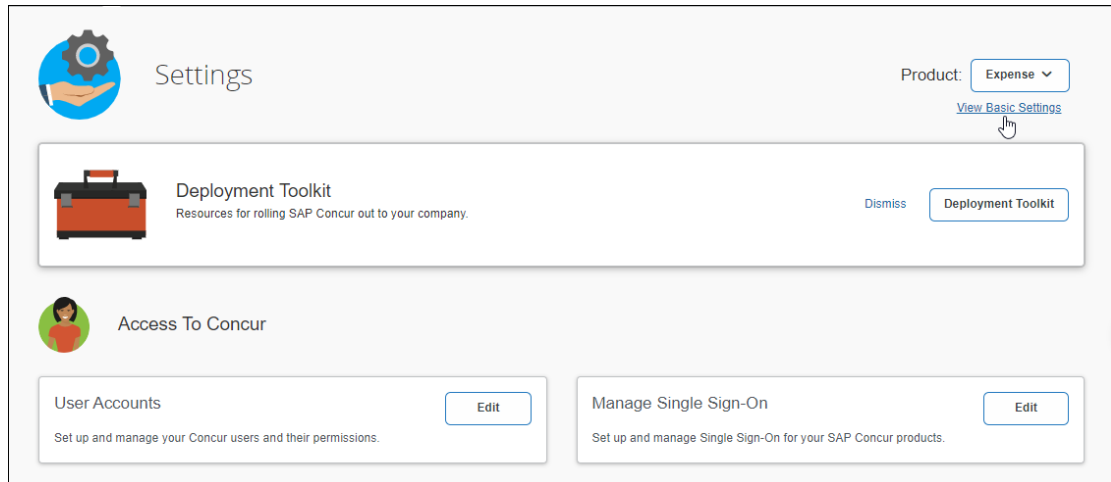 Settings
Product: Expense
View Basic Settings
Deployment Toolkit
Resources for rolling SAP Concur out to your company.
Dismiss
Deployment Toolkit
Access To Concur
User Accounts
Edit
Set up and manage your Concur users and their permissions.
Manage Single Sign-On
Edit
Set up and manage Single Sign-On for your SAP Concur products.